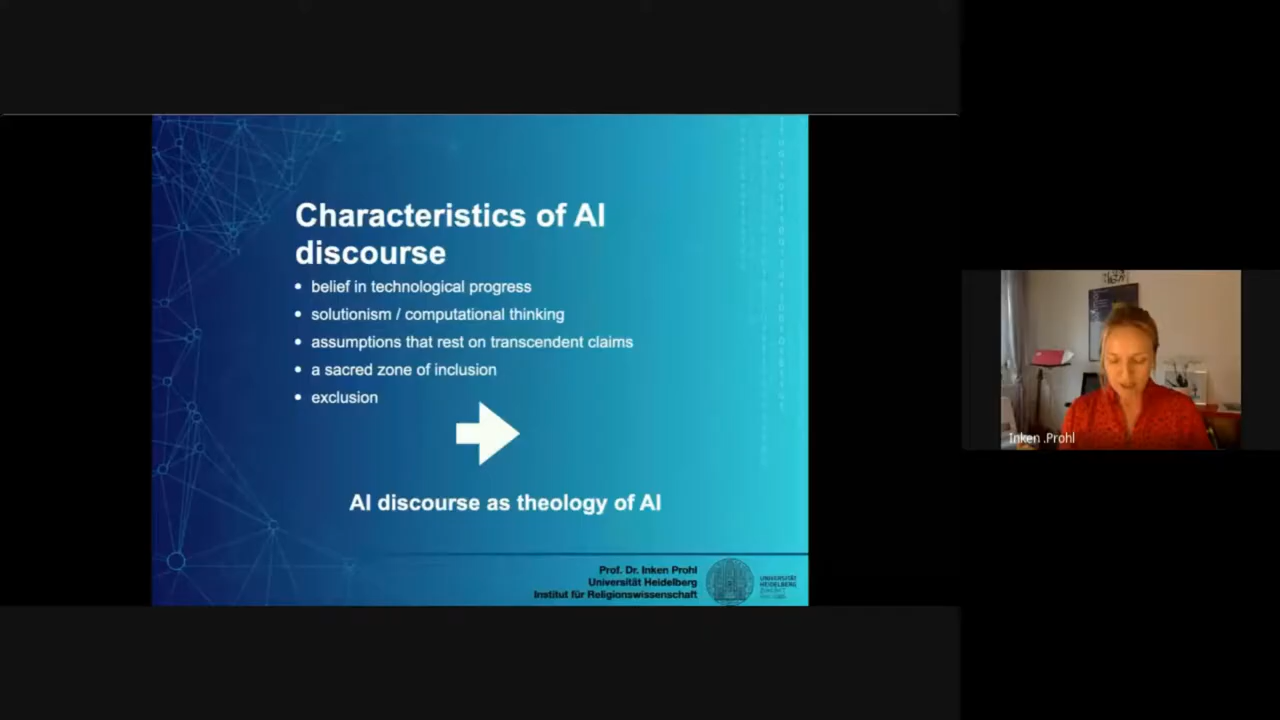 Characteristics of AI
discourse
belief in technological progress
solutionism / computational thinking
assumptions that rest on transcendent claims
a sacred zone of inclusion
exclusion
AI discourse as theology of AI
Prof. Dr. Inken Prohl
Universität Heidelberg
Institut für Religionswissenschaft
UNIVERSITÄT
HEIDELBERG
ZUKUNFT
Inken .Prohl